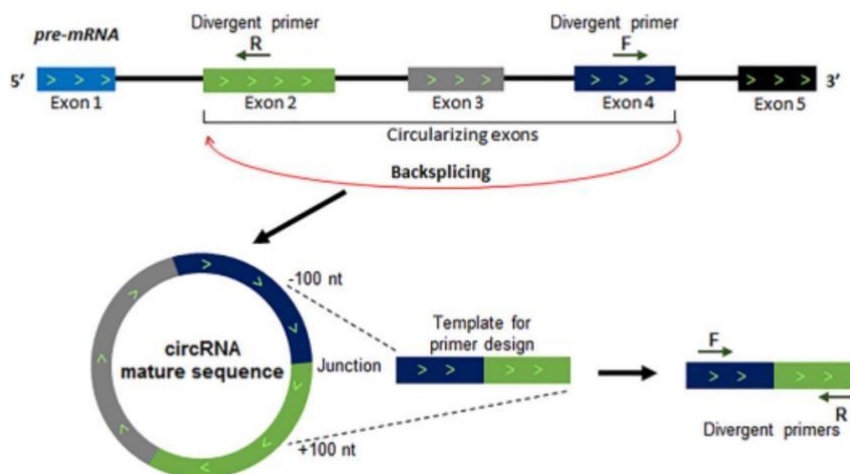 Divergent primer
Divergent primer
pre-mRNA
R
F
5' > > > > > > > > > > > > > > > > 3'
Exon 1 Exon 2 Exon 3 Exon 4 Exon 5
Circularizing exons
Backsplicing
-100 nt
circRNA
mature sequence
Junction
+100 nt
Template for
primer design
> > > >
F
> > > >
R
Divergent primers